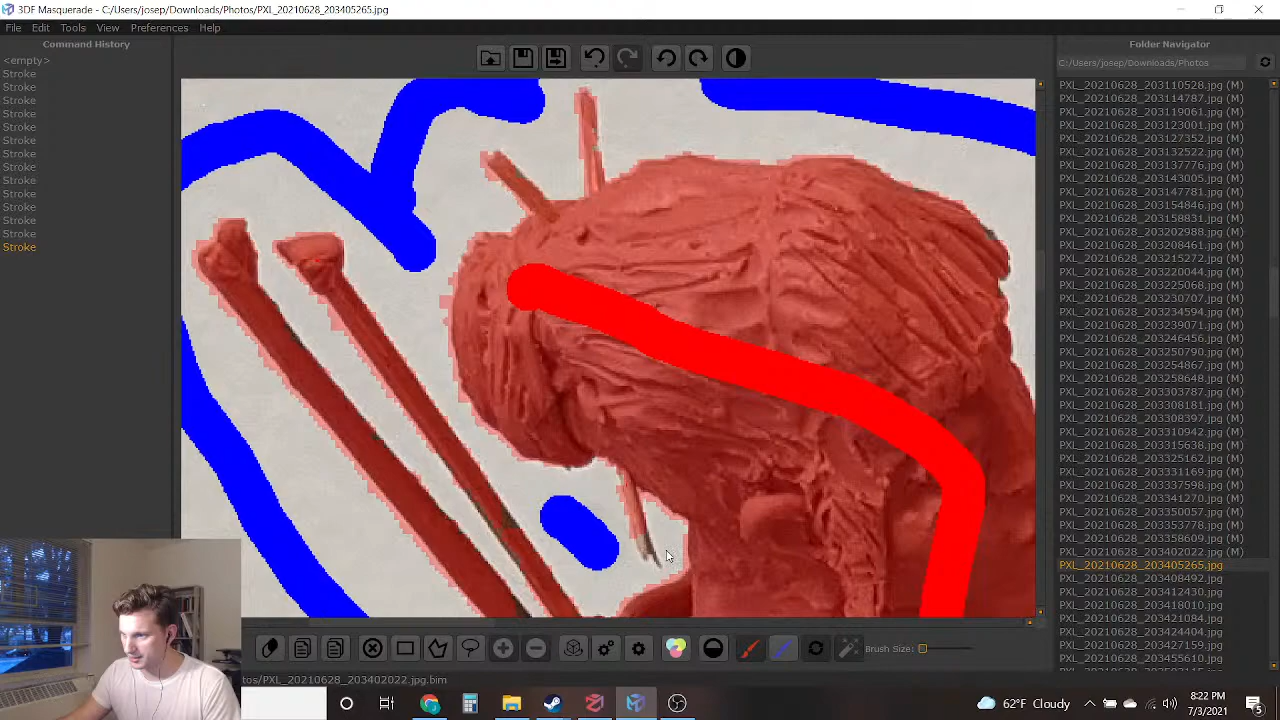 3DF Masquerade - C:/Users/josep/Downloads/Photos/PXL_20210628_203405265.jpg
File Edit Tools View Preferences Help
Command History
<empty>
Stroke
Stroke
Stroke
Stroke
Stroke
Stroke
Stroke
Stroke
Stroke
Stroke
Stroke
Stroke
Stroke
Stroke
Folder Navigator
C:/Users/josep/Downloads/Photos
PXL_20210628_203110528.jpg (M)
PXL_20210628_203114787.jpg (M)
PXL_20210628_203119061.jpg (M)
PXL_20210628_203123001.jpg (M)
PXL_20210628_203127352.jpg (M)
PXL_20210628_203132522.jpg (M)
PXL_20210628_203137776.jpg (M)
PXL_20210628_203143005.jpg (M)
PXL_20210628_203147781.jpg (M)
PXL_20210628_203154846.jpg (M)
PXL_20210628_203158831.jpg (M)
PXL_20210628_203202988.jpg (M)
PXL_20210628_203208461.jpg (M)
PXL_20210628_203215272.jpg (M)
PXL_20210628_203220044.jpg (M)
PXL_20210628_203225068.jpg (M)
PXL_20210628_203230707.jpg (M)
PXL_20210628_203234594.jpg (M)
PXL_20210628_203239071.jpg (M)
PXL_20210628_203246456.jpg (M)
PXL_20210628_203250790.jpg (M)
PXL_20210628_203254867.jpg (M)
PXL_20210628_203258648.jpg (M)
PXL_20210628_203303787.jpg (M)
PXL_20210628_203308181.jpg (M)
PXL_20210628_203308397.jpg (M)
PXL_20210628_203310942.jpg (M)
PXL_20210628_203315638.jpg (M)
PXL_20210628_203325162.jpg (M)
PXL_20210628_203331169.jpg (M)
PXL_20210628_203337598.jpg (M)
PXL_20210628_203341270.jpg (M)
PXL_20210628_203350057.jpg (M)
PXL_20210628_203353778.jpg (M)
PXL_20210628_203358609.jpg (M)
PXL_20210628_203402022.jpg (M)
PXL_20210628_203405265.jpg
PXL_20210628_203408492.jpg
PXL_20210628_203412430.jpg
PXL_20210628_203418010.jpg
PXL_20210628_203421084.jpg
PXL_20210628_203424404.jpg
PXL_20210628_203427159.jpg
PXL_20210628_203455610.jpg
Brush Size:
tos/PXL_20210628_203402022.jpg.bim
62°F Cloudy
8:22 PM
7/3/2021
5